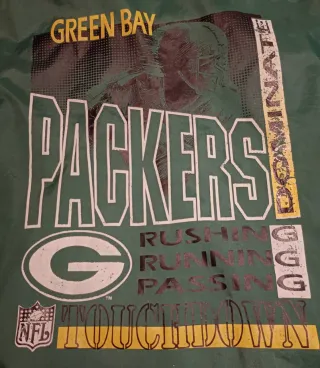 GREEN BAY
DOMINATE
PACKERS
G
RUSHING
RUNNING
PASSING
NFL
TOUCHDOWN